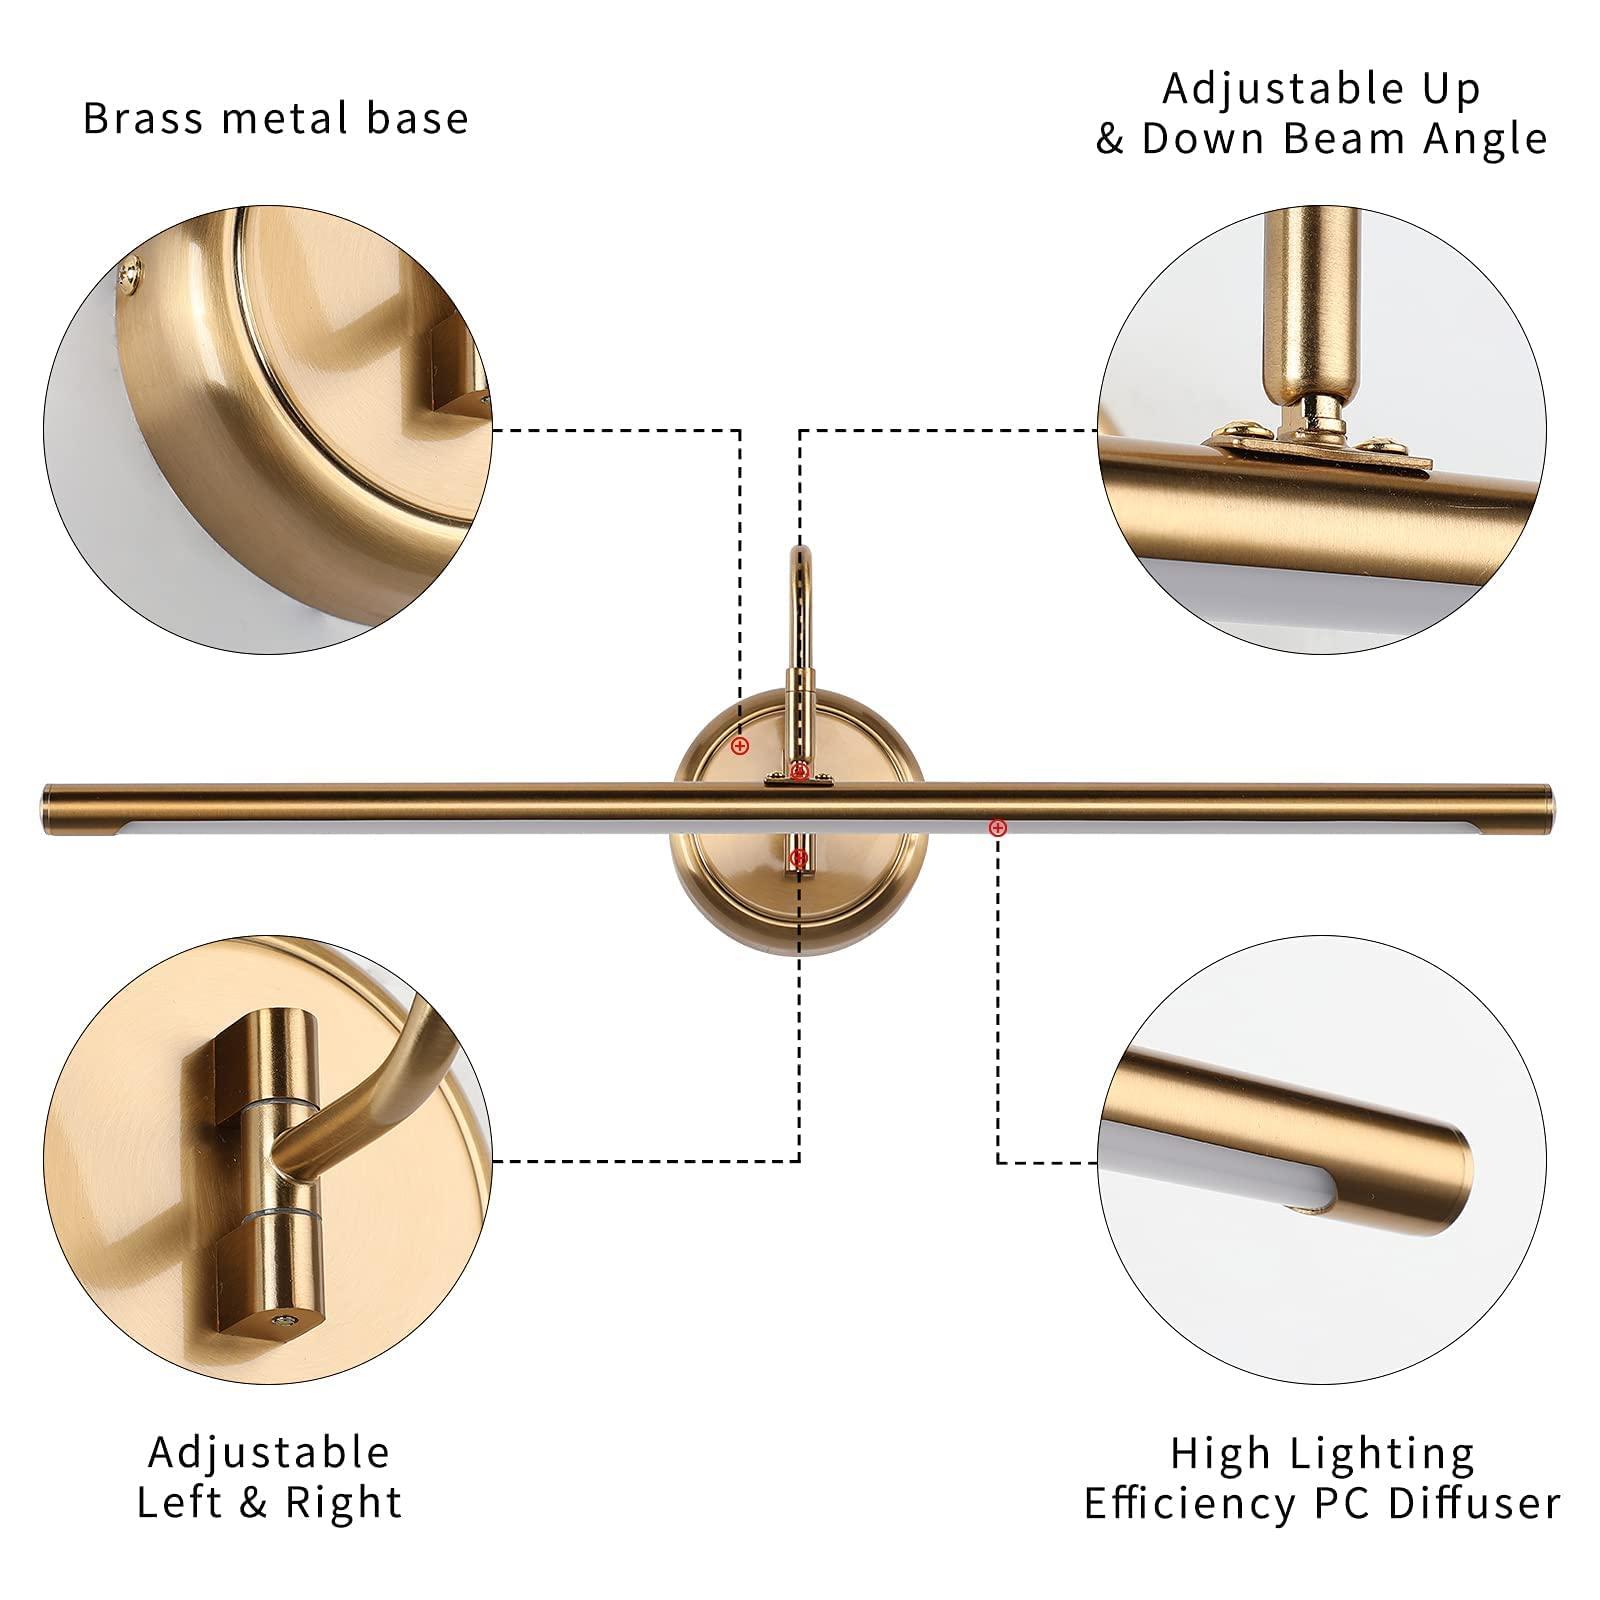 Brass metal base
Adjustable Up
& Down Beam Angle
Adjustable
Left & Right
High Lighting
Efficiency PC Diffuser